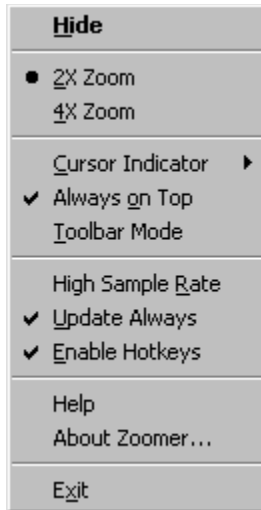 Hide
2X Zoom
4X Zoom
Cursor Indicator
Always on Top
Toolbar Mode
High Sample Rate
Update Always
Enable Hotkeys
Help
About Zoomer...
Exit